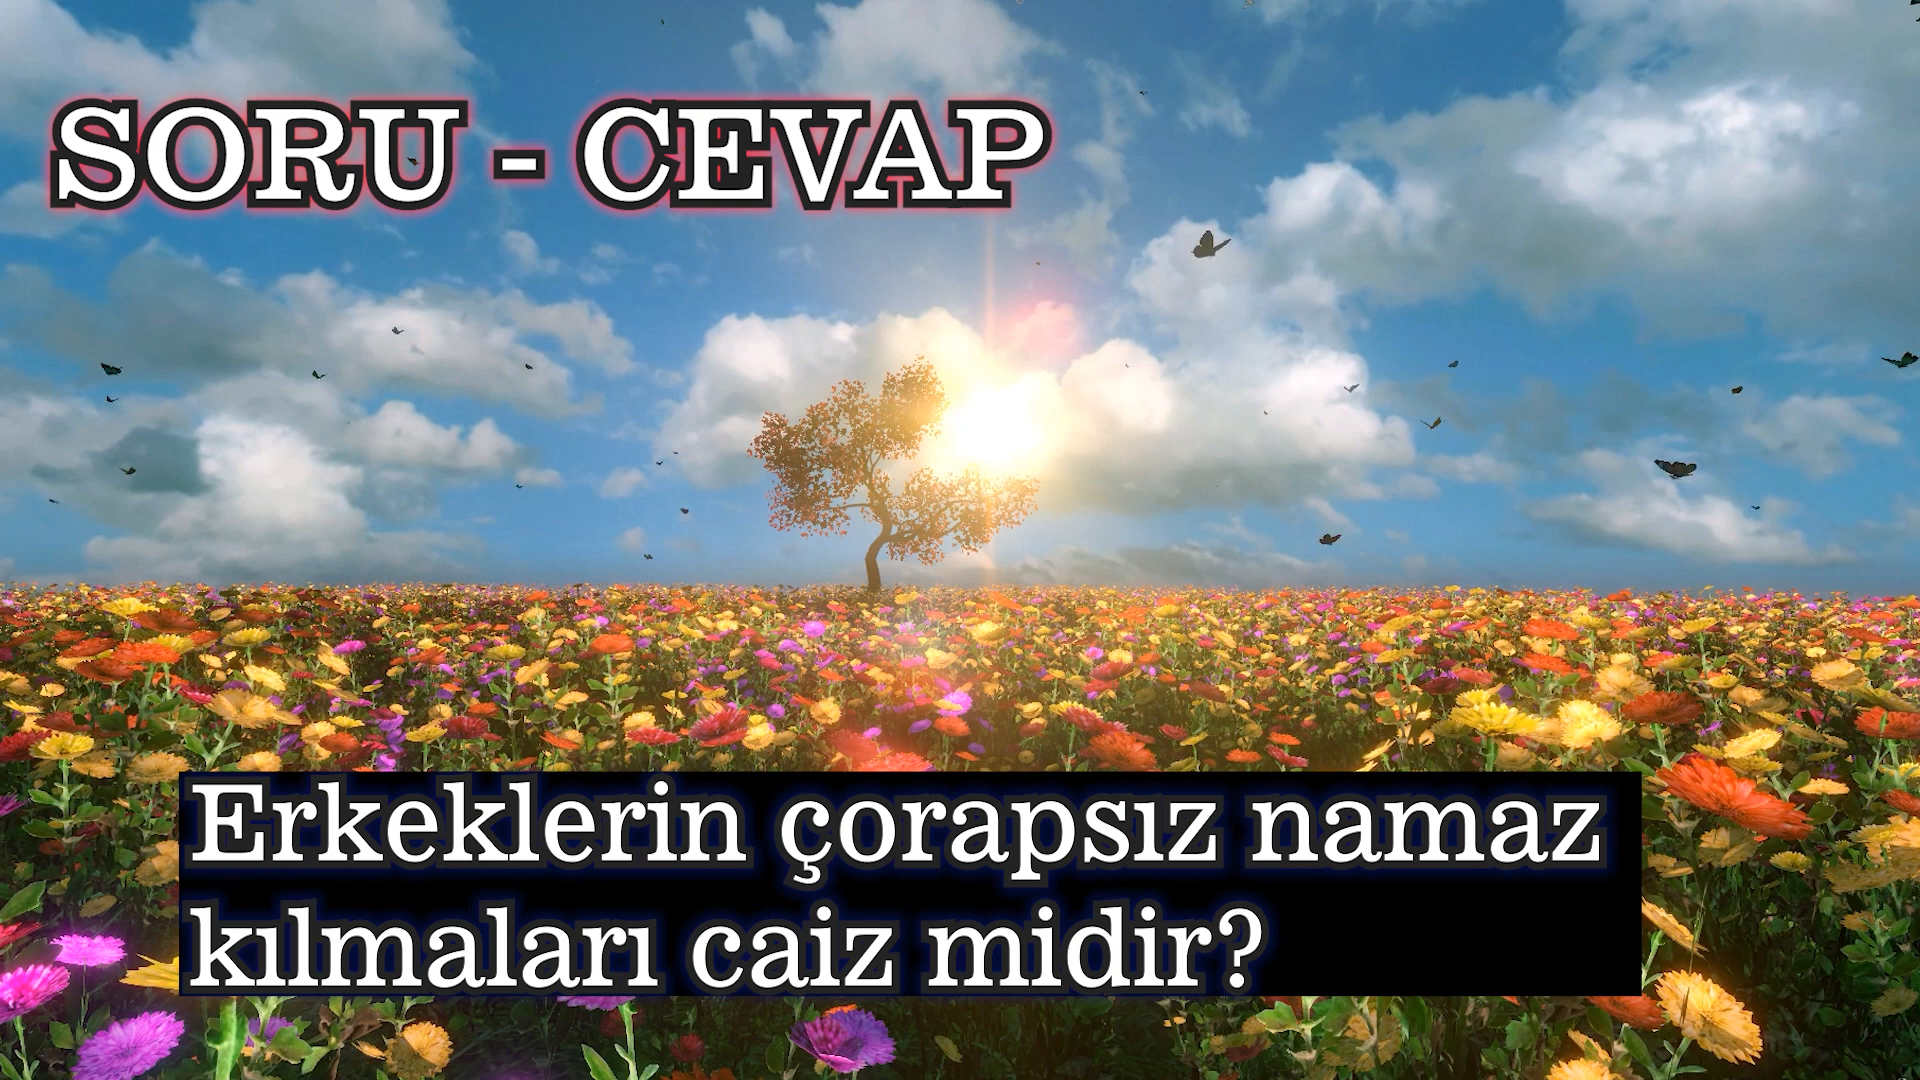 SORU - CEVAP
Erkeklerin çorapsız namaz
kılmaları caiz midir?